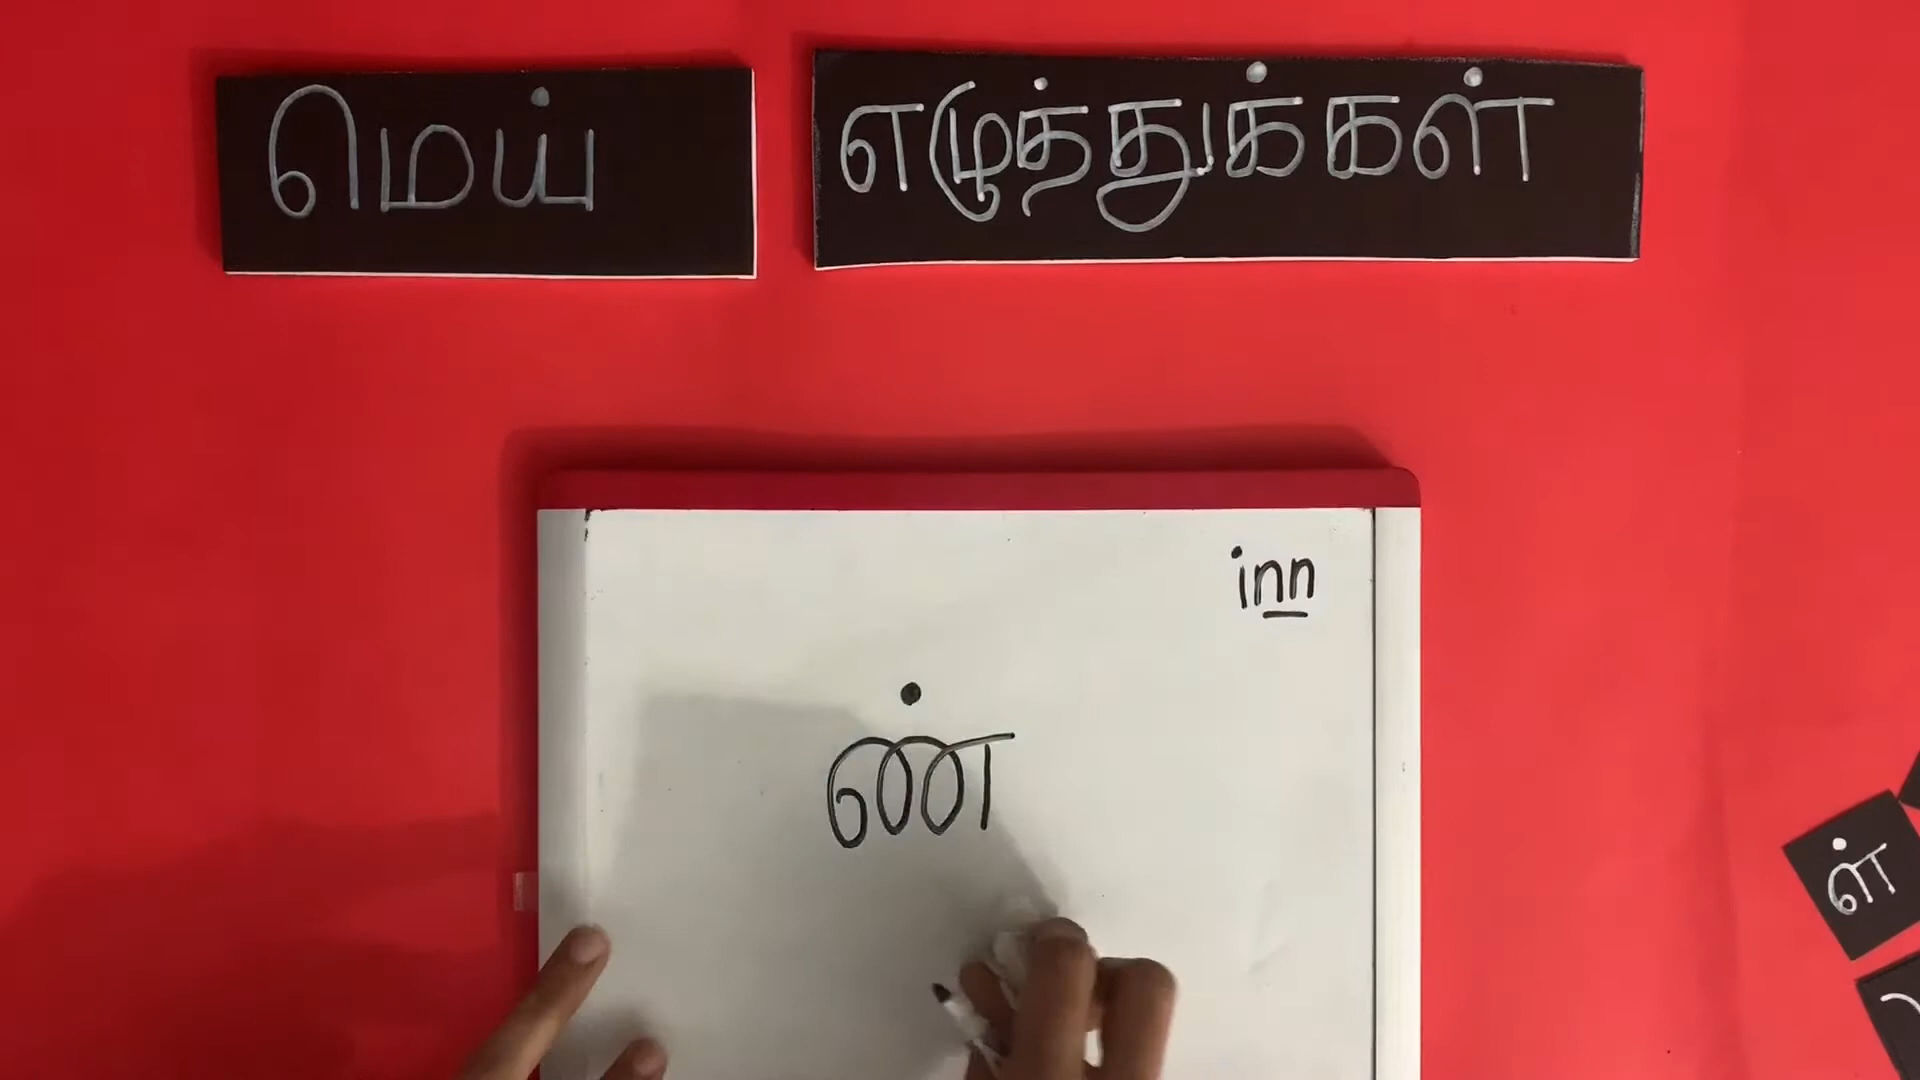 மெய் எழுத்துக்கள்
inn
ண்
ள்